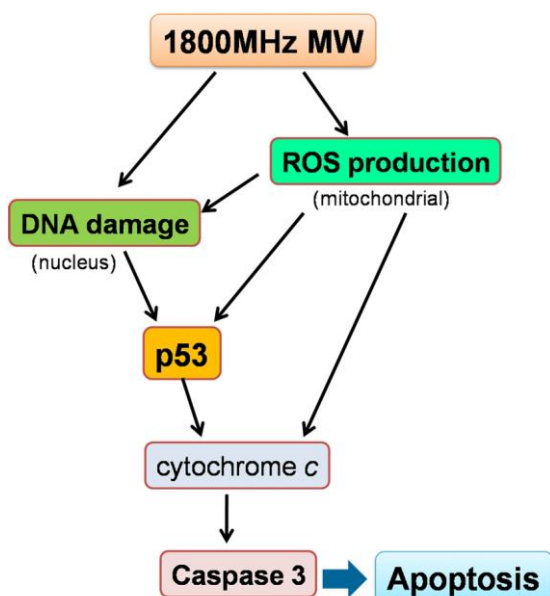 1800MHz MW
ROS production
(mitochondrial)
DNA damage
(nucleus)
p53
cytochrome c
Caspase 3
Apoptosis